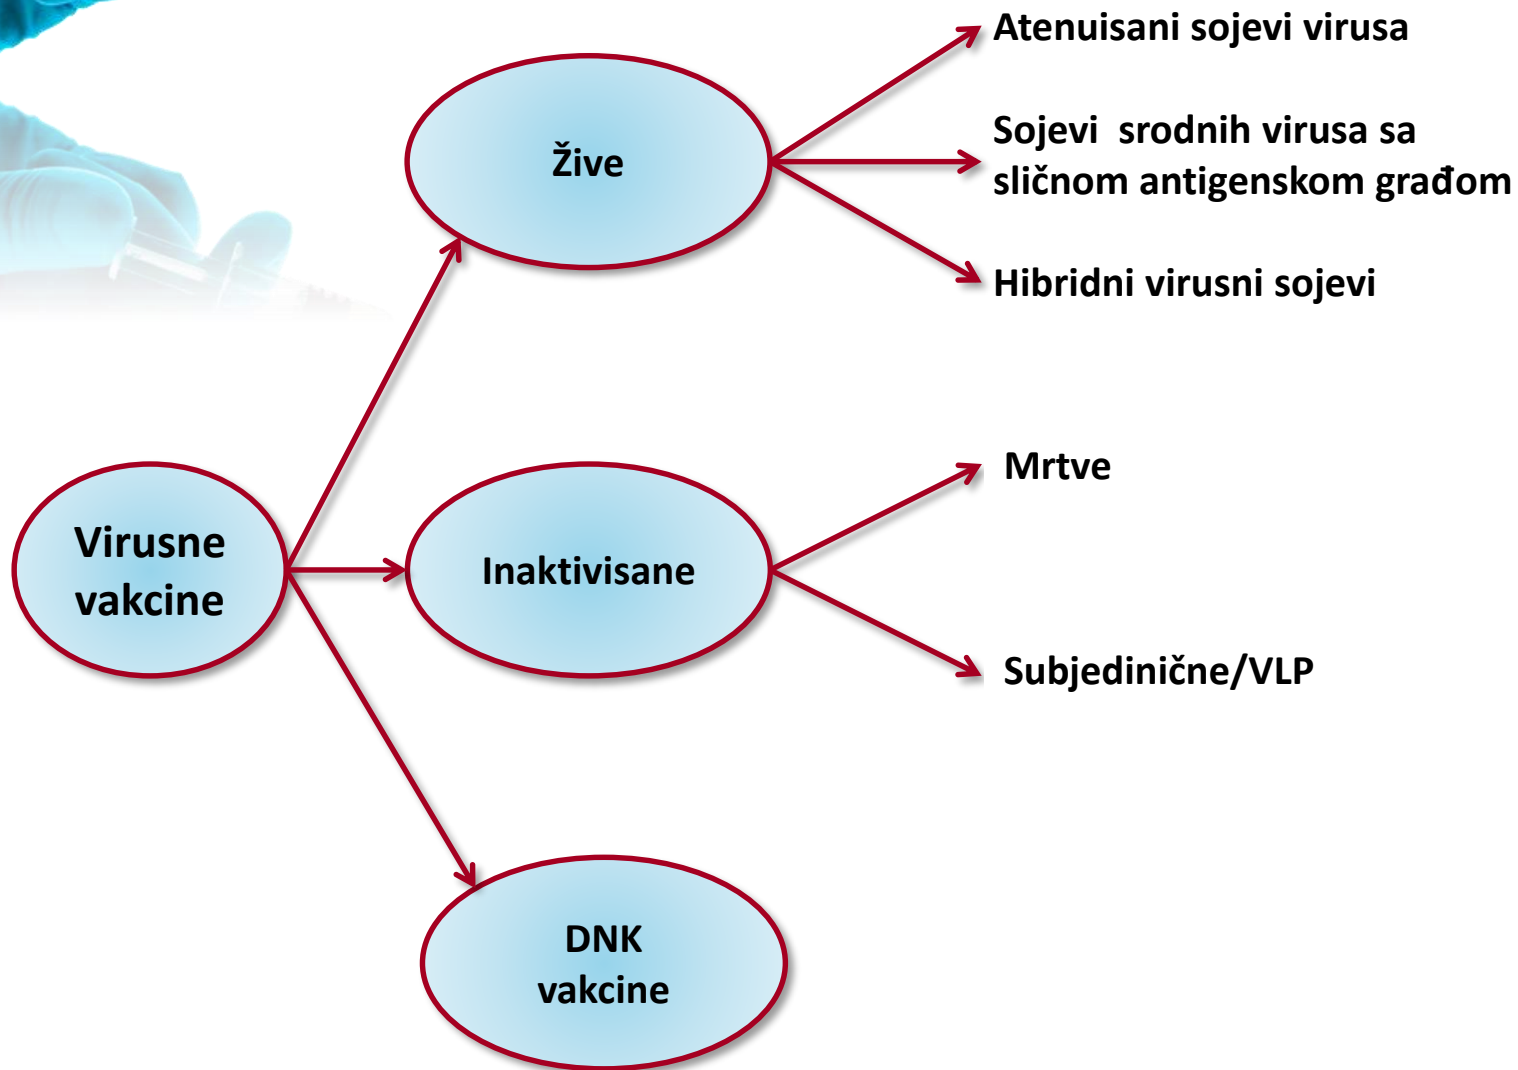 Atenuisani sojevi virusa
Sojevi srodnih virusa sa
sličnom antigenskom građom
Hibridni virusni sojevi
Žive
Mrtve
Virusne
vakcine
Inaktivisane
Subjedinične/VLP
DNK
vakcine